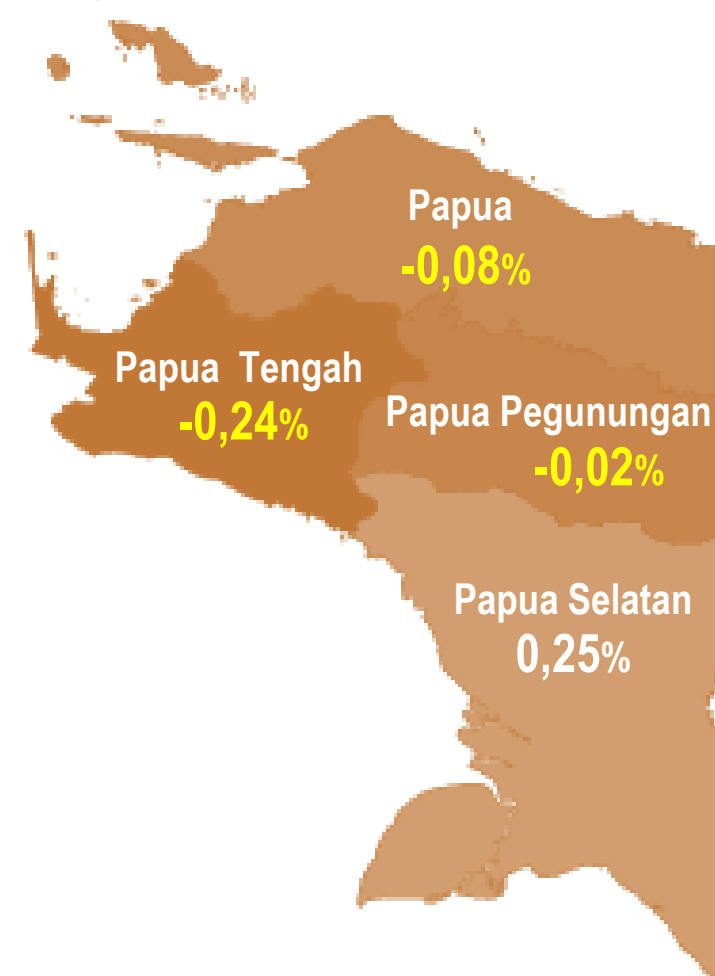 Papua
-0,08%
Papua Tengah
-0,24%
Papua Pegunungan
-0,02%
Papua Selatan
0,25%